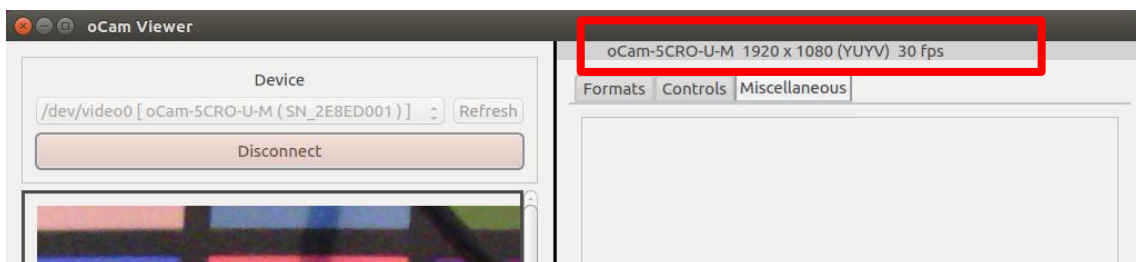 oCam Viewer
Device
/dev/video0 [ oCam-5CRO-U-M ( SN_2E8ED001 ) ]
Refresh
Disconnect
oCam-5CRO-U-M 1920 x 1080 (YUYV) 30 fps
Formats Controls Miscellaneous